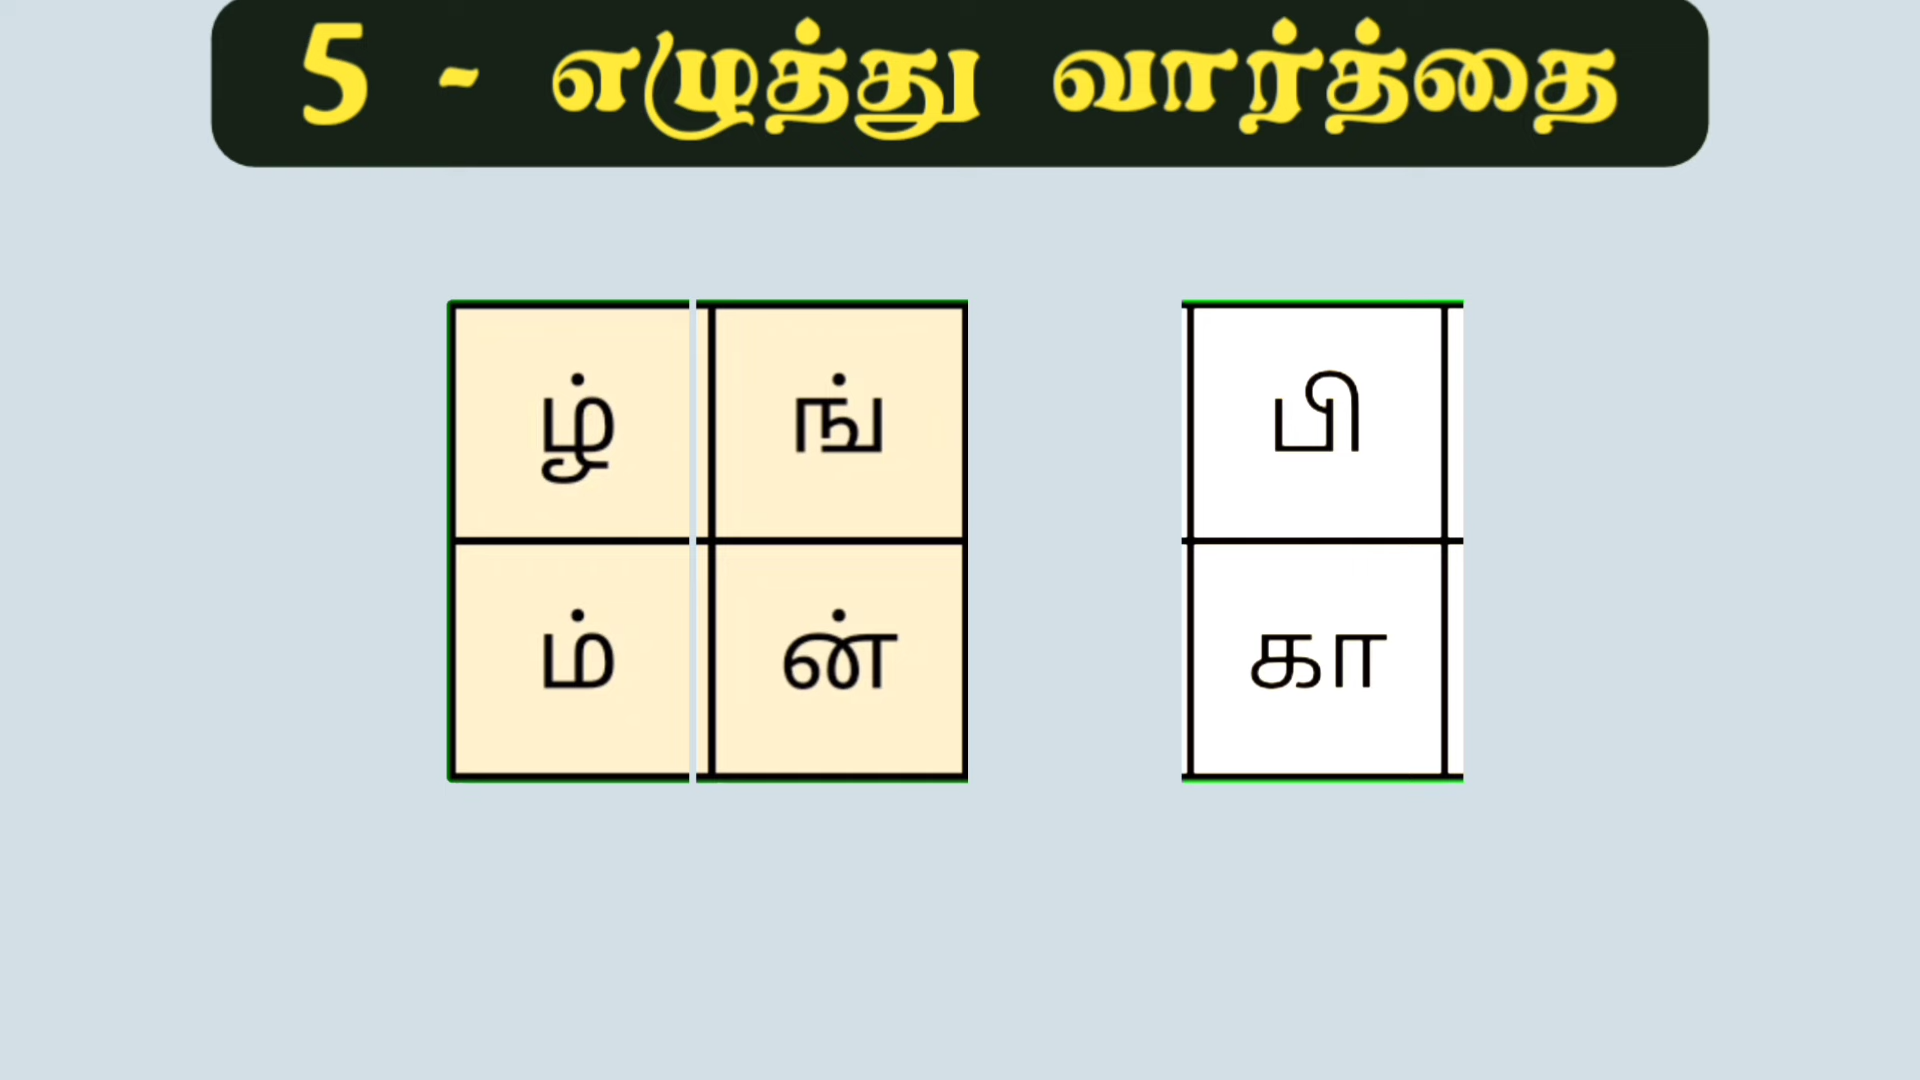 5 - எழுத்து வார்த்தை
ழ் ங் பி
ம் ன் கா